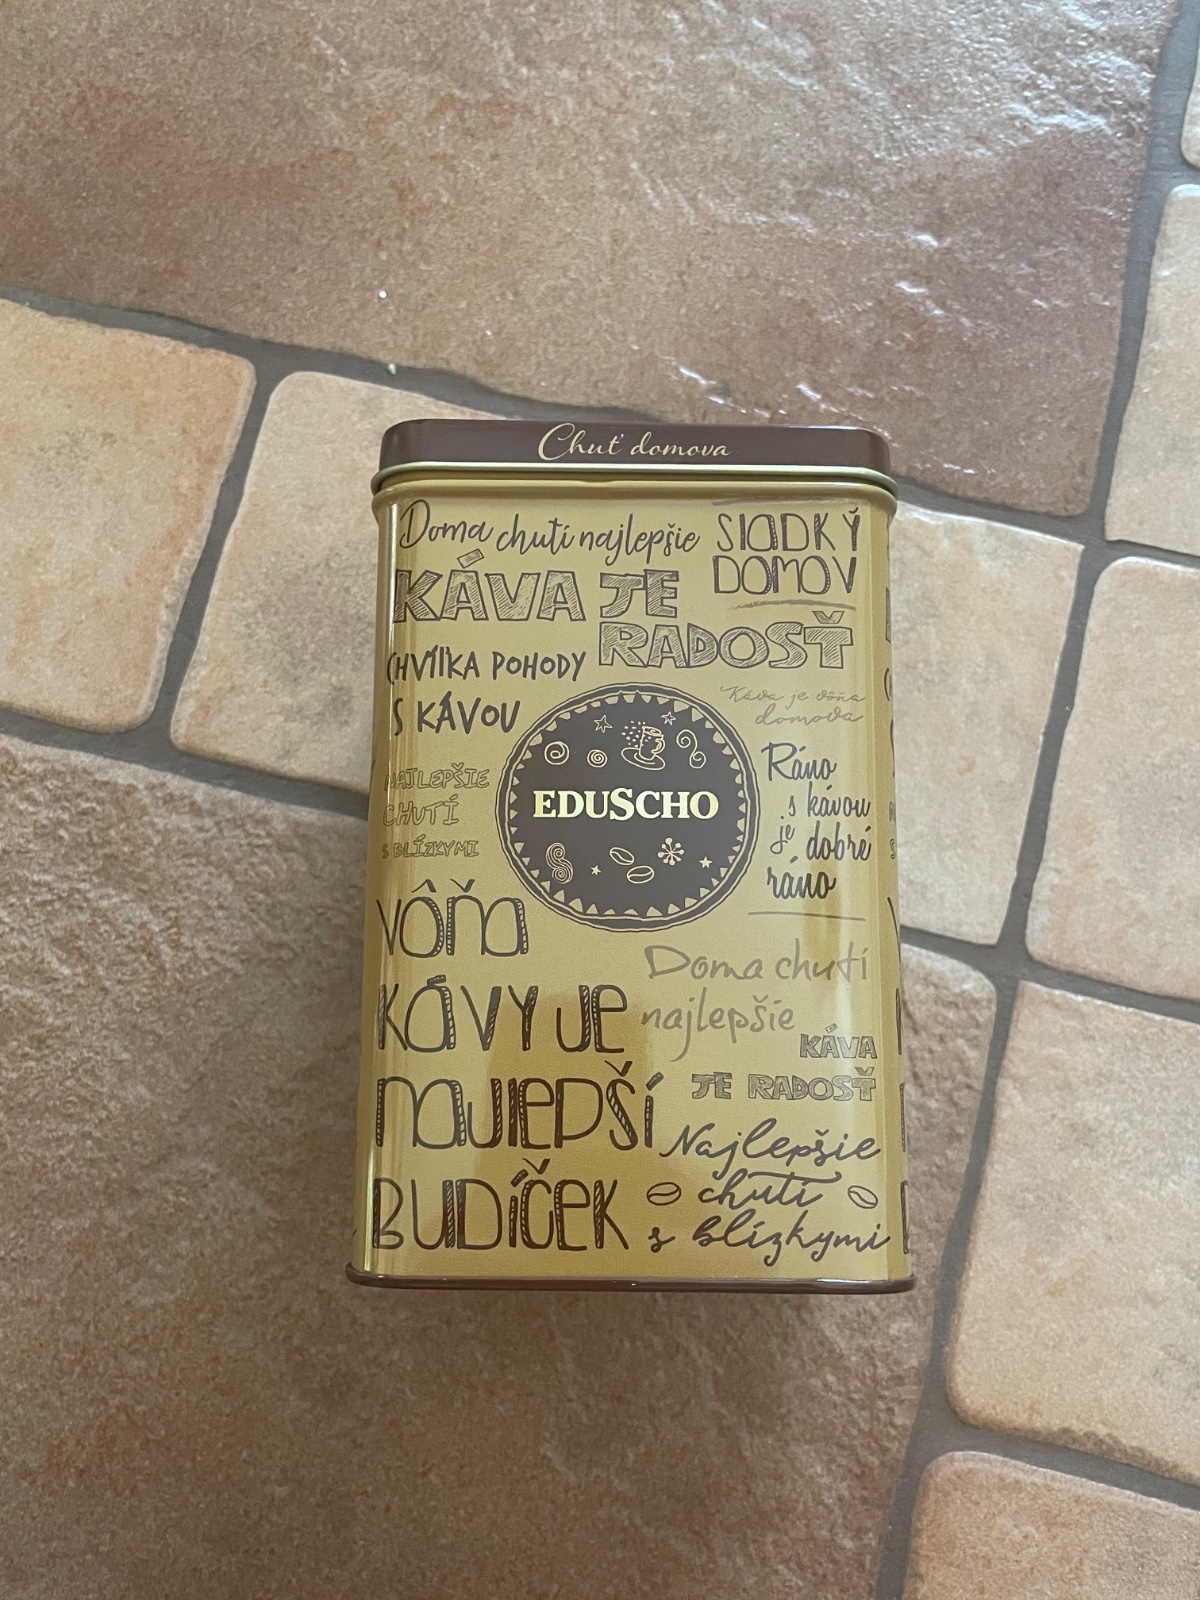 Chuť domova
Doma chutí najlepšie
SlaDKÝ
DOMOV
KÁVA JE
RADOSŤ
CHVÍĽKA POHODY
S KÁVOU
Káva je vôňa
domova
NAJLEPŠIE
CHUTÍ
S BLÍZKYMI
EDUSCHO
Ráno
s kávou
je dobré
ráno
VÔŇa
KÁVY JE
NaJlEPŠí
BUDíČEK
Doma chutí
najlepšie
KÁVA
JE RADOSŤ
Najlepšie
chutí
s blízkymi